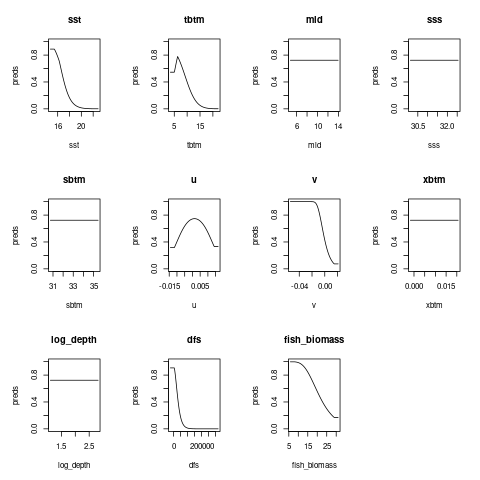 sst
preds
0.0 0.4 0.8
16 20
sst
tbtm
preds
0.0 0.4 0.8
5 15
tbtm
mld
preds
0.0 0.4 0.8
6 10 14
mld
sss
preds
0.0 0.4 0.8
30.5 32.0
sss
sbtm
preds
0.0 0.4 0.8
31 33 35
sbtm
u
preds
0.0 0.4 0.8
-0.015 0.005
u
v
preds
0.0 0.4 0.8
-0.04 0.00
v
xbtm
preds
0.0 0.4 0.8
0.000 0.015
xbtm
log_depth
preds
0.0 0.4 0.8
1.5 2.5
log_depth
dfs
preds
0.0 0.4 0.8
0 200000
dfs
fish_biomass
preds
0.0 0.4 0.8
5 15 25
fish_biomass